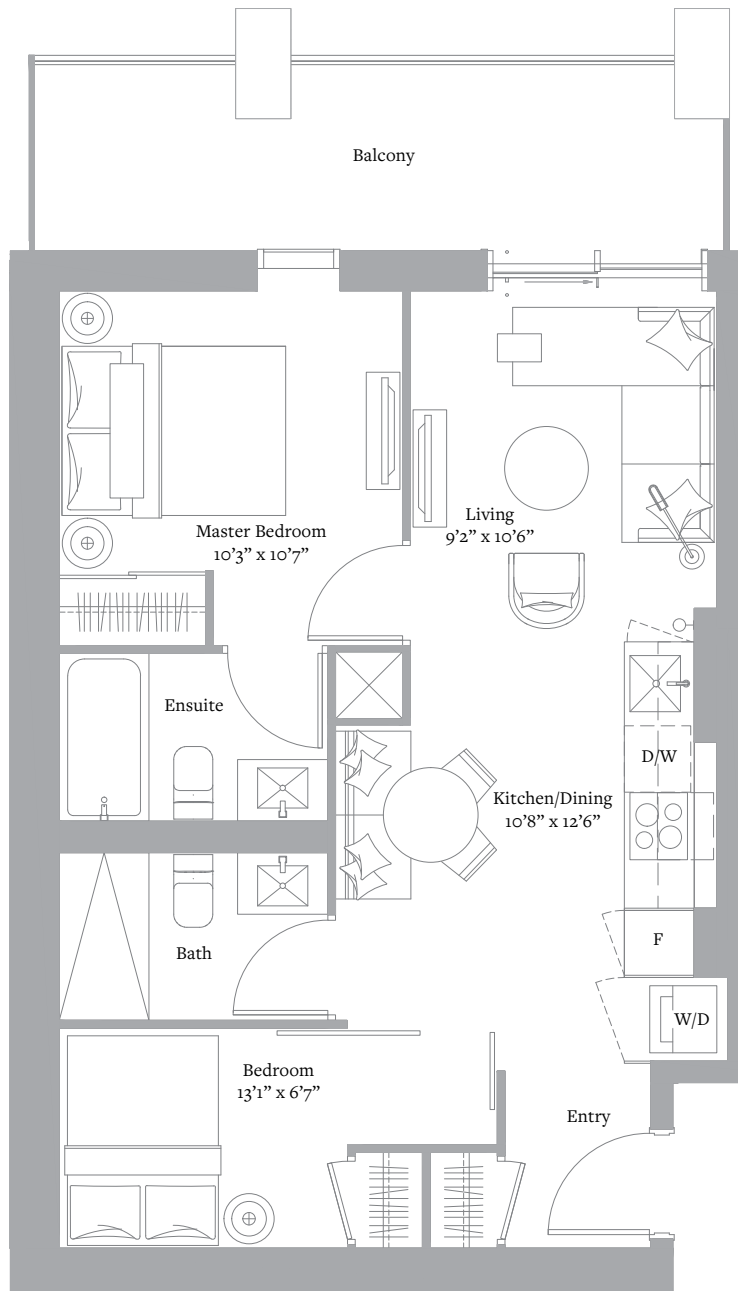 Balcony
Master Bedroom
10’3” x 10’7”
Living
9’2” x 10’6”
Ensuite
D/W
Kitchen/Dining
10’8” x 12’6”
F
Bath
W/D
Bedroom
13’1” x 6’7”
Entry